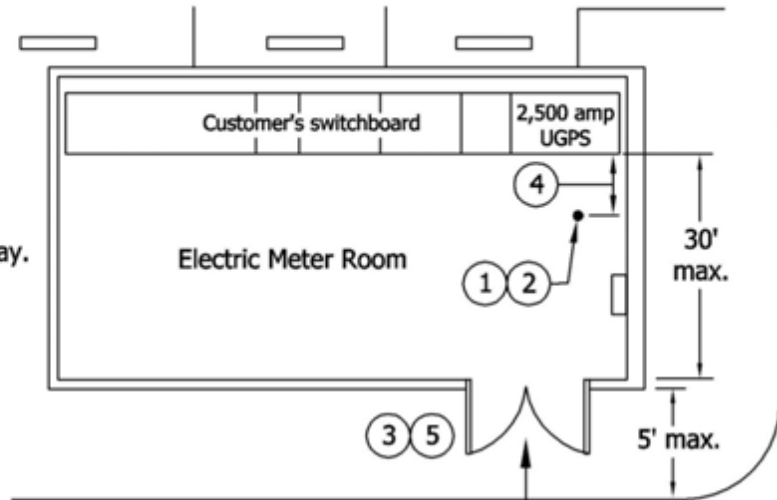 Customer's switchboard
2,500 amp
UGPS
4
ay.
Electric Meter Room
1 2
30'
max.
3 5
5' max.